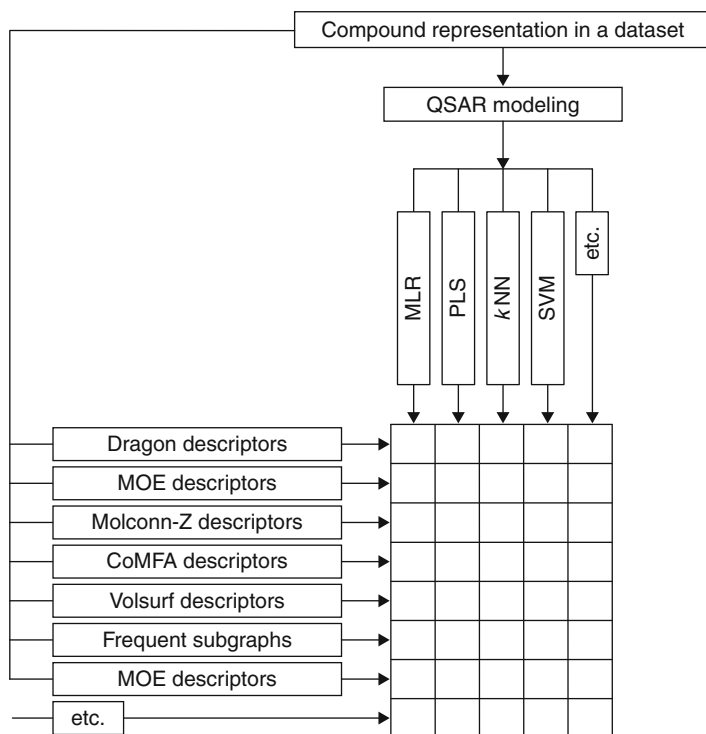 Compound representation in a dataset
QSAR modeling
MLR
PLS
kNN
SVM
etc.
Dragon descriptors
MOE descriptors
Molconn-Z descriptors
CoMFA descriptors
Volsurf descriptors
Frequent subgraphs
MOE descriptors
etc.